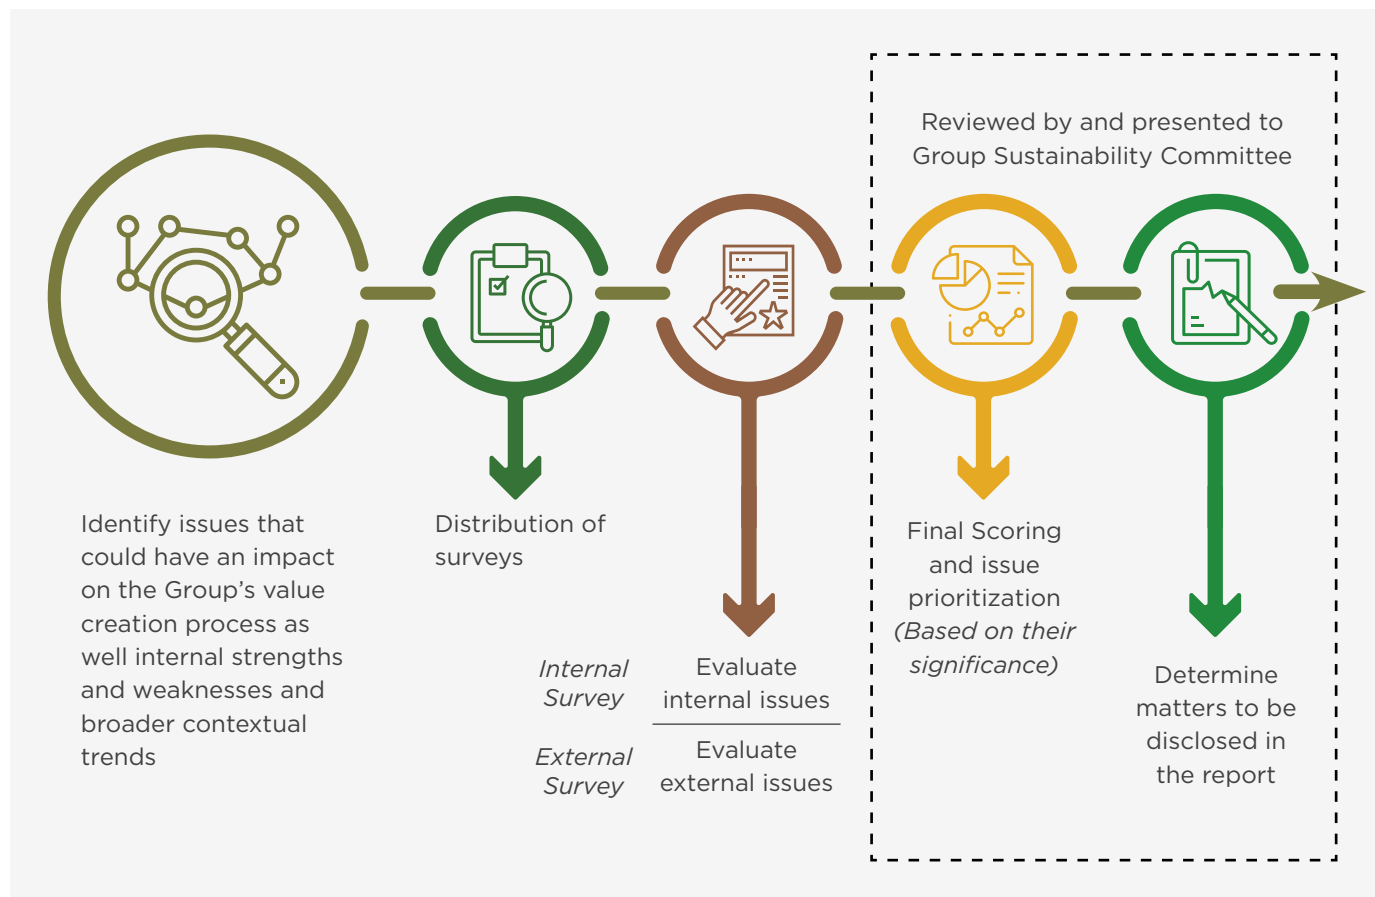 Reviewed by and presented to
Group Sustainability Committee
Identify issues that
could have an impact
on the Group’s value
creation process as
well internal strengths
and weaknesses and
broader contextual
trends
Distribution of
surveys
Internal
Survey
Evaluate
internal issues
External
Survey
Evaluate
external issues
Final Scoring
and issue
prioritization
(Based on their
significance)
Determine
matters to be
disclosed in
the report